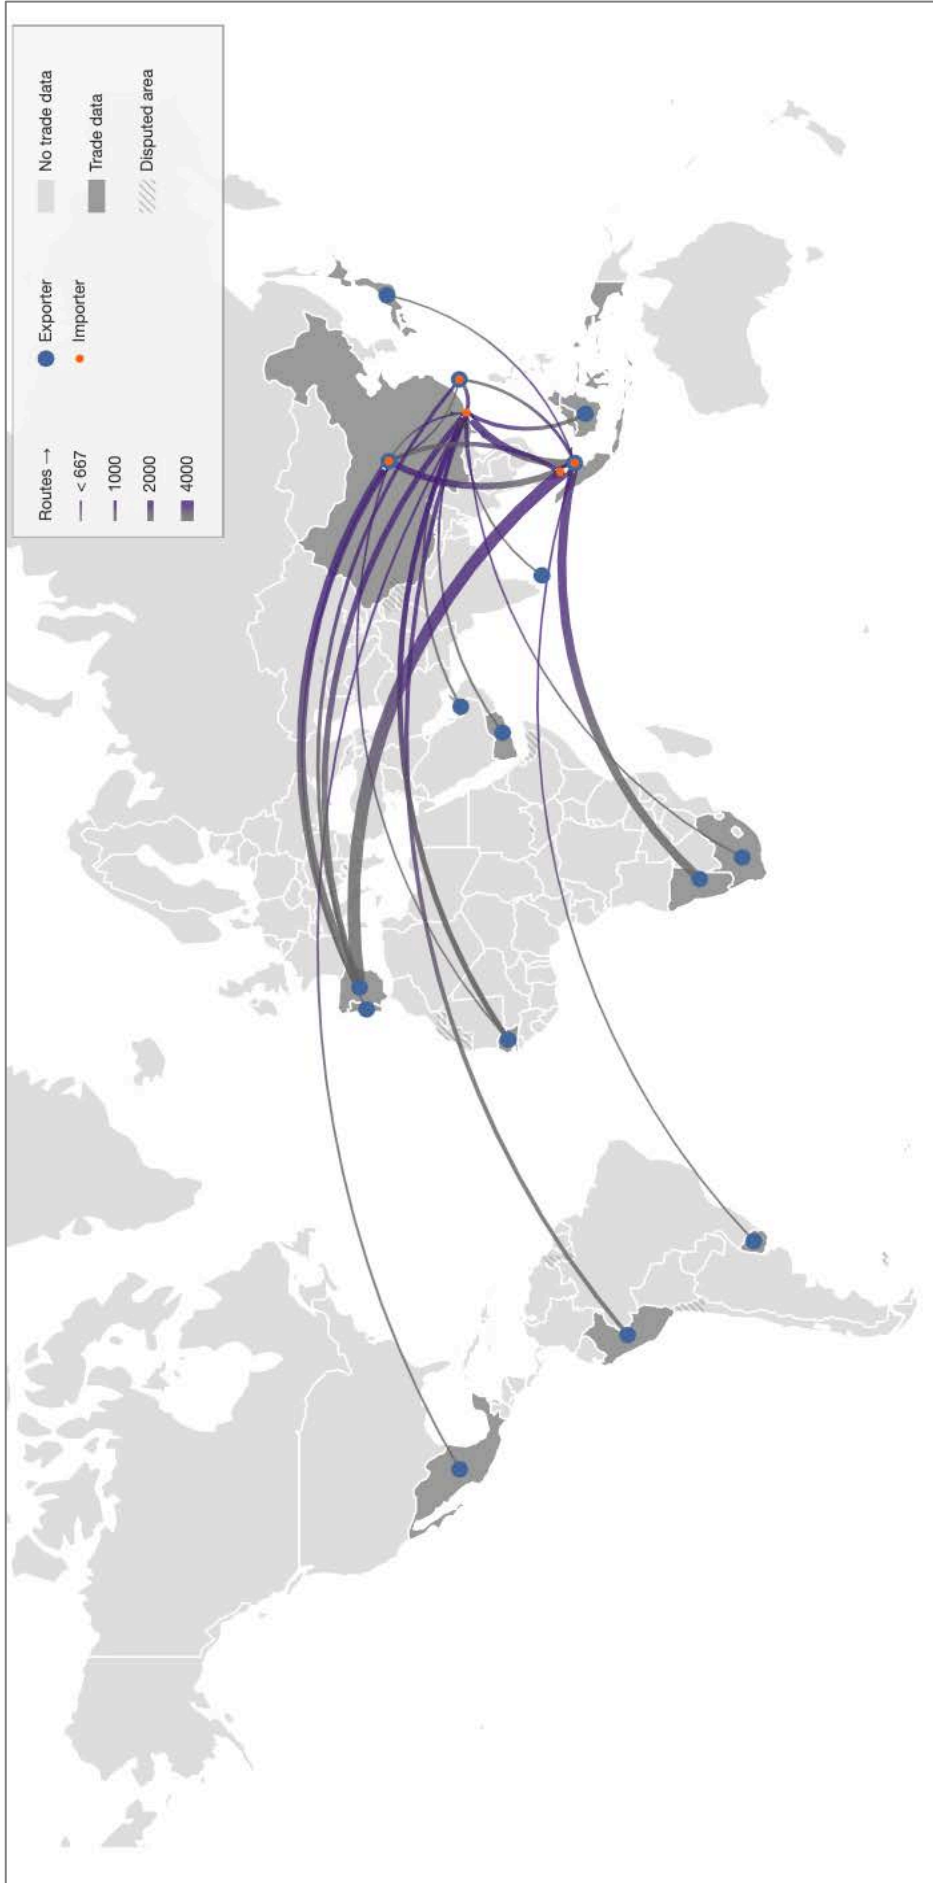 Routes →
< 667
1000
2000
4000
Exporter
Importer
No trade data
Trade data
Disputed area